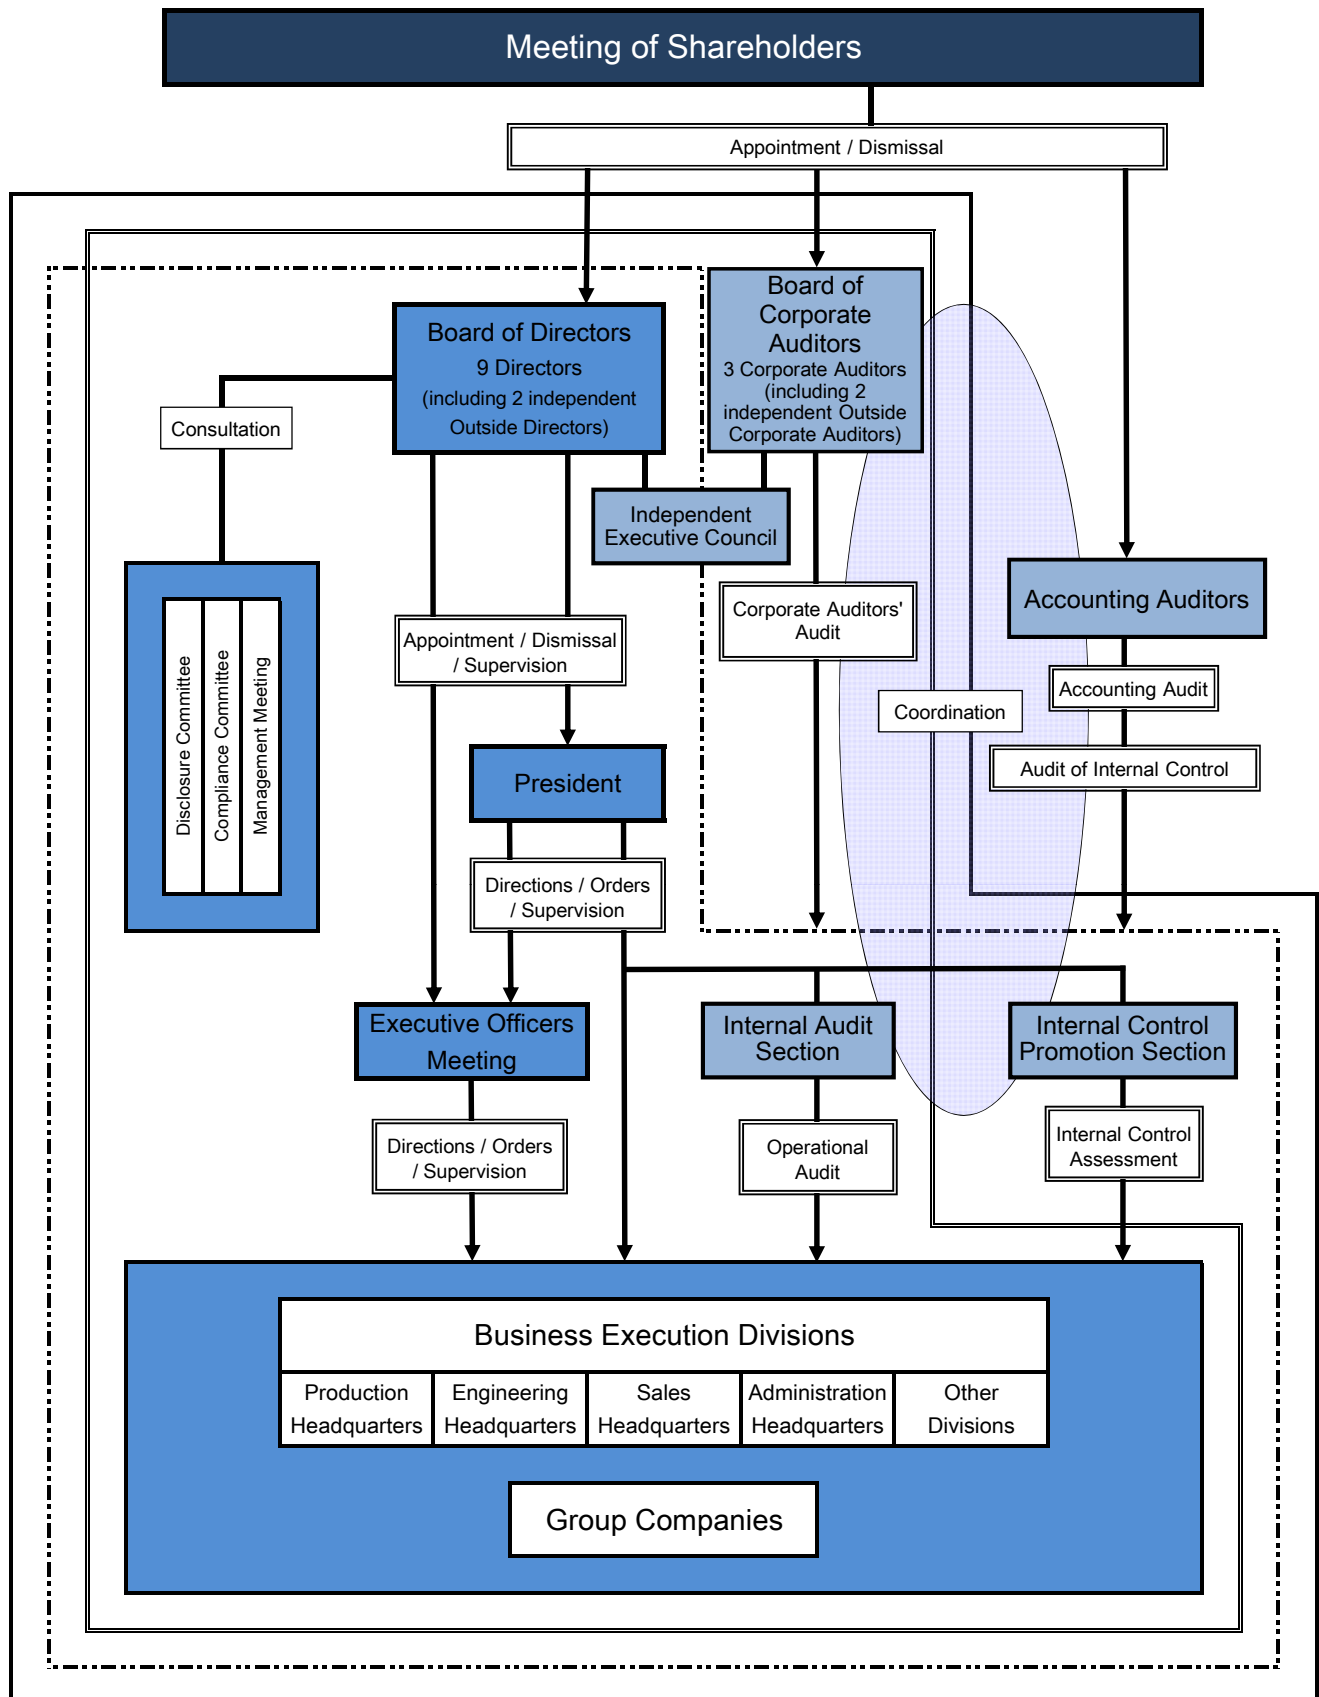 Meeting of Shareholders
Appointment / Dismissal
Board of Directors
9 Directors
(including 2 independent
Outside Directors)
Board of
Corporate
Auditors
3 Corporate Auditors
(including 2
independent Outside
Corporate Auditors)
Consultation
Independent
Executive Council
Disclosure Committee
Compliance Committee
Management Meeting
Appointment / Dismissal
/ Supervision
Corporate Auditors'
Audit
Accounting Auditors
Accounting Audit
Coordination
Audit of Internal Control
President
Directions / Orders
/ Supervision
Executive Officers
Meeting
Internal Audit
Section
Internal Control
Promotion Section
Directions / Orders
/ Supervision
Operational
Audit
Internal Control
Assessment
Business Execution Divisions
Production
Headquarters
Engineering
Headquarters
Sales
Headquarters
Administration
Headquarters
Other
Divisions
Group Companies